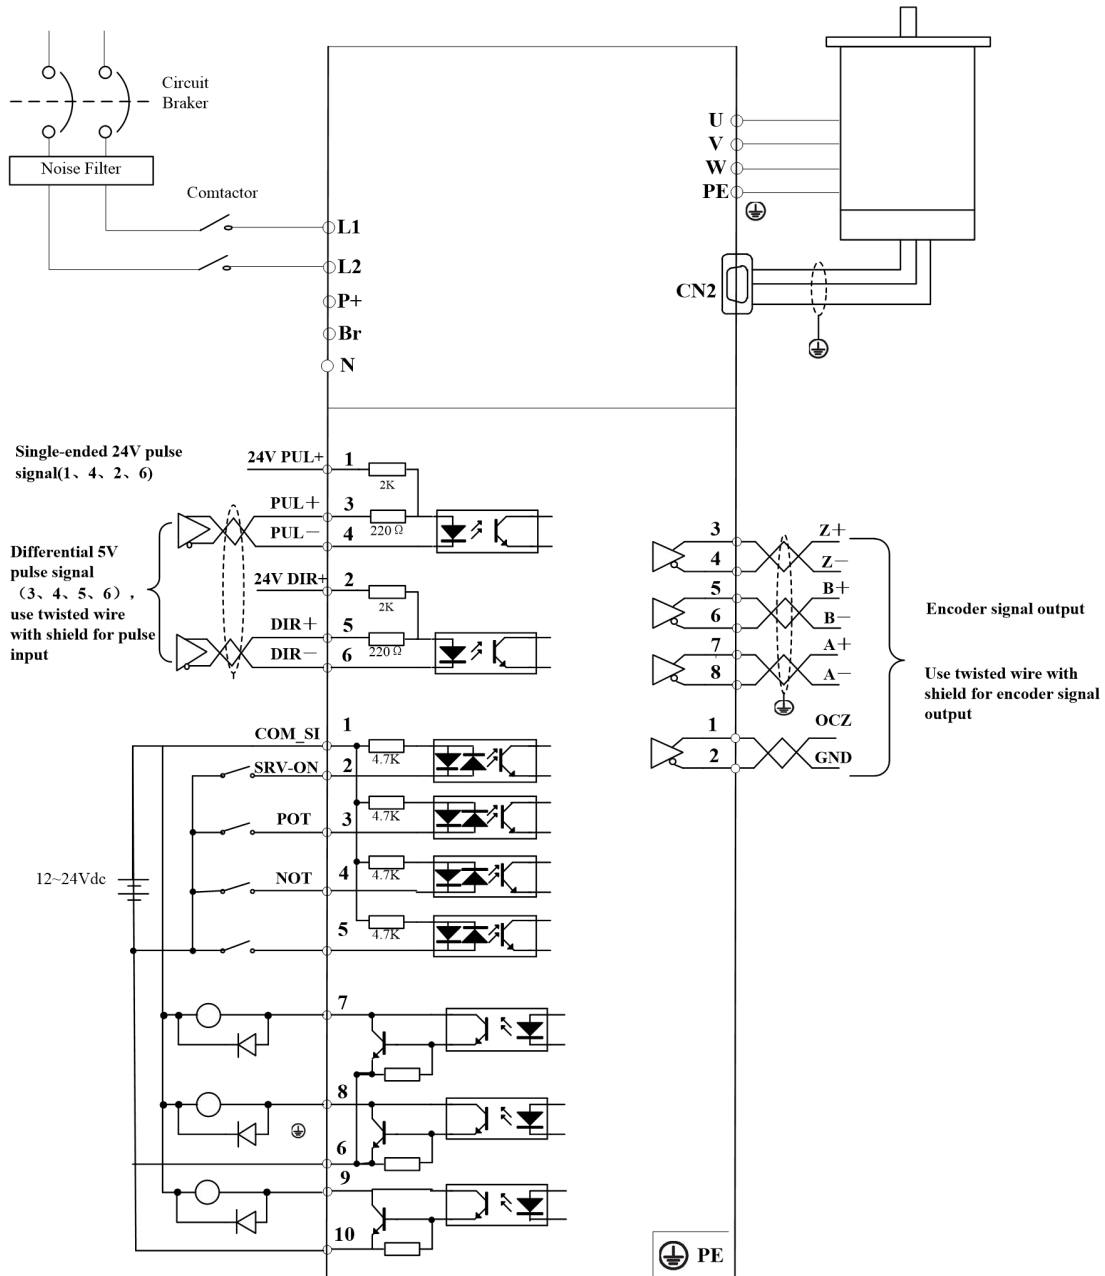 Circuit
Braker
Noise Filter
Comtactor
L1
L2
P+
Br
N
U
V
W
PE
CN2
Single-ended 24V pulse
signal(1、4、2、6)
24V PUL+
1
2K
PUL+
3
220Ω
PUL－
4
Differential 5V
pulse signal
（3、4、5、6），
use twisted wire
with shield for pulse
input
24V DIR+
2
2K
DIR+
5
220Ω
DIR－
6
COM_SI
1
4.7K
SRV-ON
2
POT
3
4.7K
NOT
4
4.7K
5
4.7K
12~24Vdc
7
8
6
9
10
3
Z+
4
Z－
5
B+
6
B－
7
A+
8
A－
1
OCZ
2
GND
Encoder signal output
Use twisted wire with
shield for encoder signal
output
PE